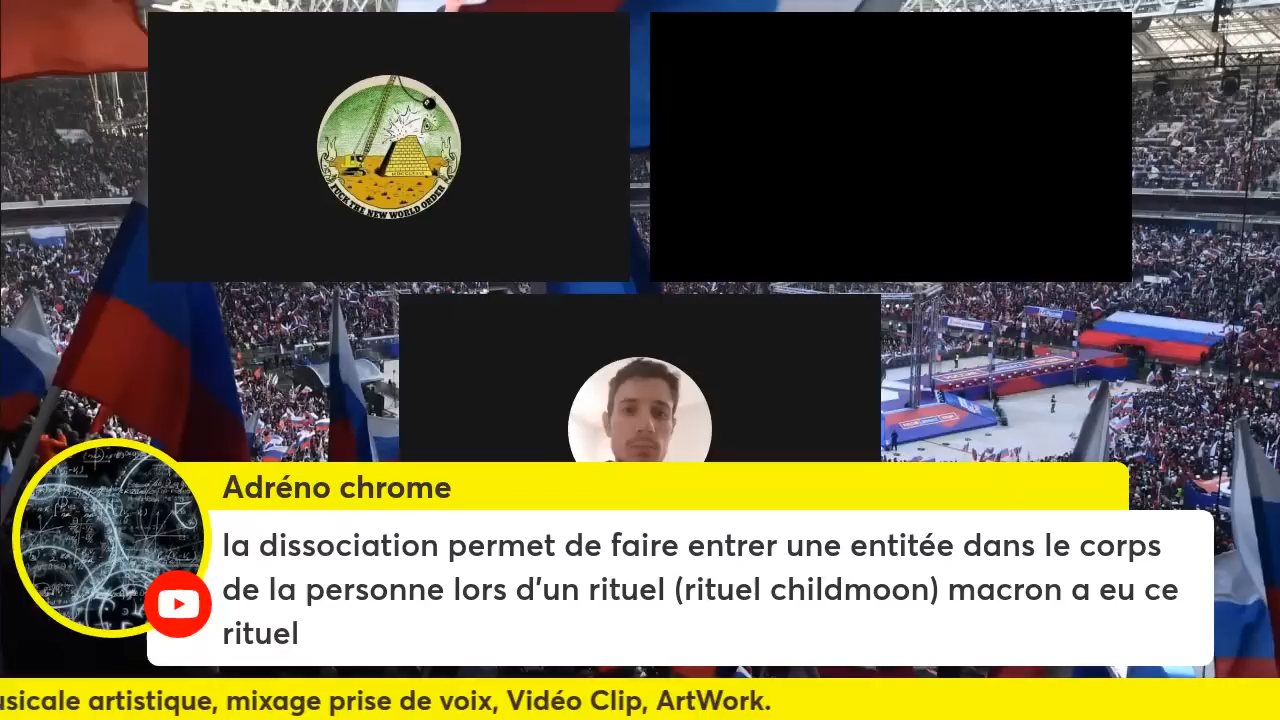 FUCK THE NEW WORLD ORDER
Adréno chrome
la dissociation permet de faire entrer une entitée dans le corps
de la personne lors d'un rituel (rituel childmoon) macron a eu ce
rituel
usicale artistique, mixage prise de voix, Vidéo Clip, ArtWork.